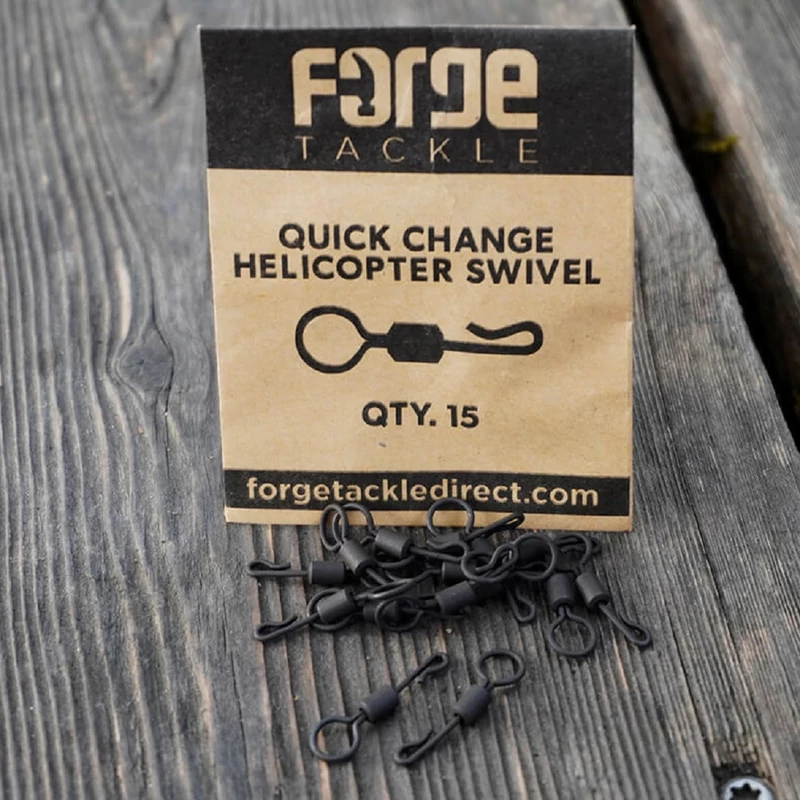 Forge
TACKLE
QUICK CHANGE
HELICOPTER SWIVEL
QTY. 15
forgetackledirect.com